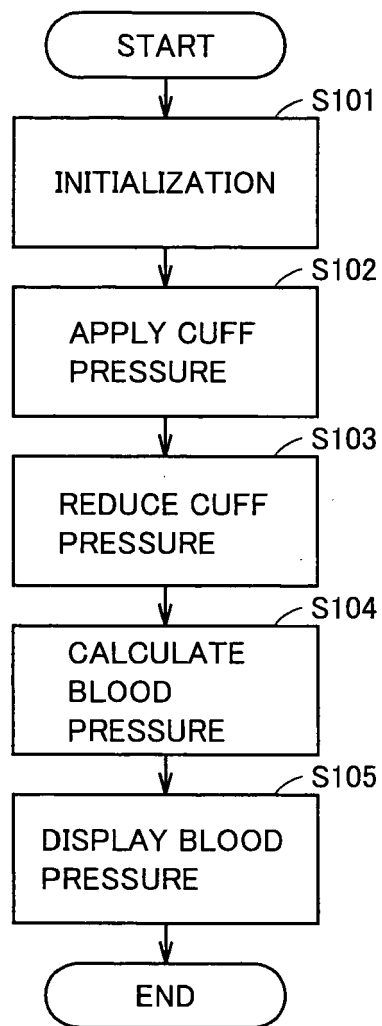 START
S101
INITIALIZATION
S102
APPLY CUFF
PRESSURE
S103
REDUCE CUFF
PRESSURE
S104
CALCULATE
BLOOD
PRESSURE
S105
DISPLAY BLOOD
PRESSURE
END